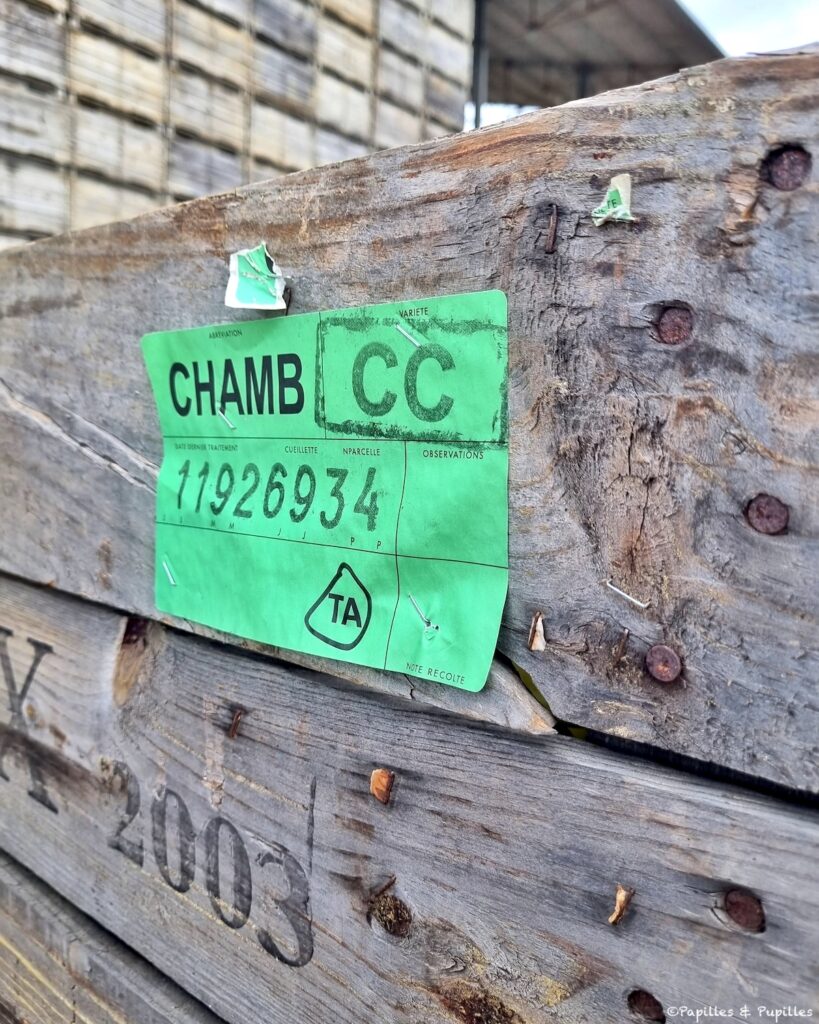 ABREVIATION
VARIETE
CHAMB CC
DATE DERNIER TRAITEMENT CUEILLETTE NPARCELLE OBSERVATIONS
11926934
M M J J P P
TA
NOTE RECOLTE
Y
2003
©Papilles & Pupilles